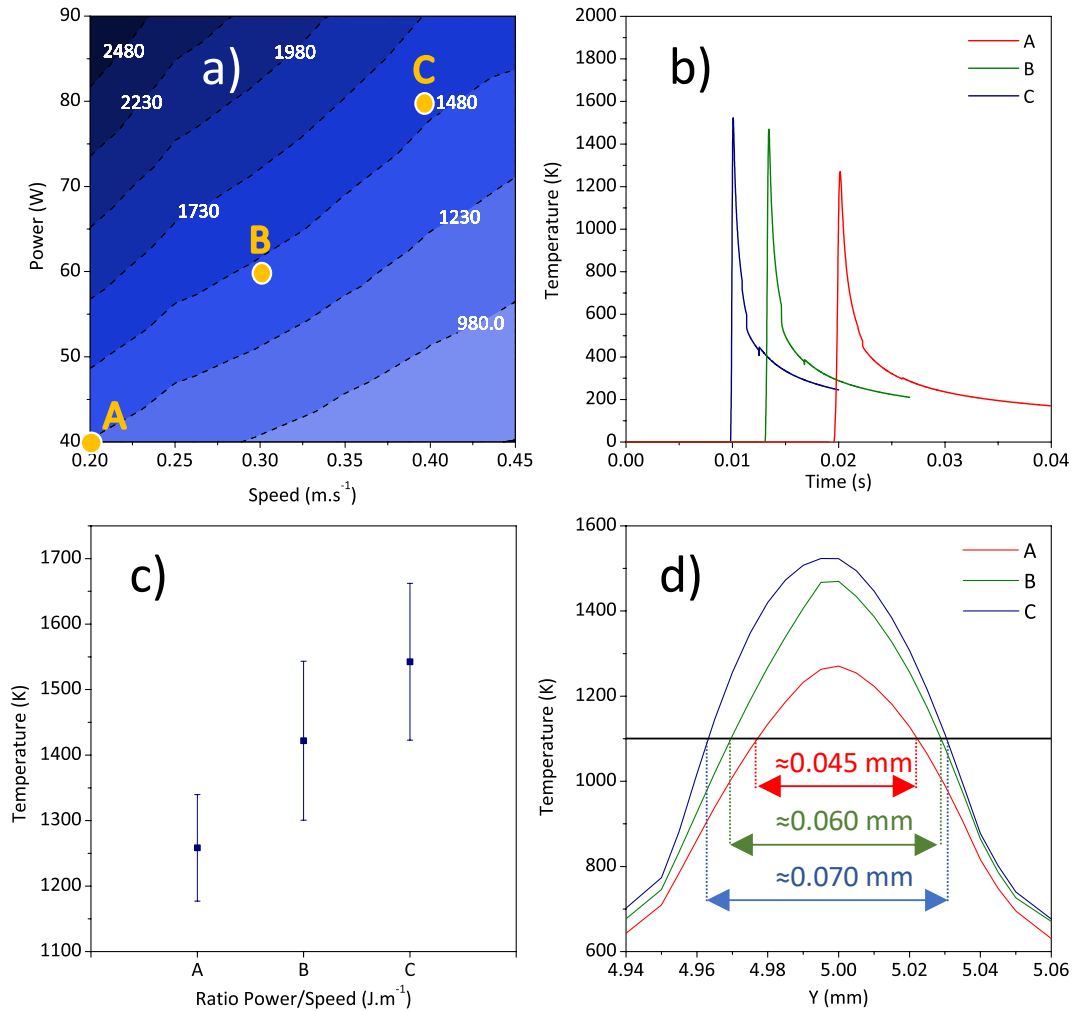 a)
90
80
70
60
50
40
Power (W)
2480
2230
1980
1730
1480
1230
980.0
A
B
C
0.20
0.25
0.30
0.35
0.40
0.45
Speed (m.s⁻¹)
b)
2000
1800
1600
1400
1200
1000
800
600
400
200
0
Temperature (K)
A
B
C
0.00
0.01
0.02
0.03
0.04
Time (s)
c)
1700
1600
1500
1400
1300
1200
1100
Temperature (K)
A
B
C
Ratio Power/Speed (J.m⁻¹)
d)
1600
1400
1200
1000
800
600
Temperature (K)
A
B
C
≈0.045 mm
≈0.060 mm
≈0.070 mm
4.94
4.96
4.98
5.00
5.02
5.04
5.06
Y (mm)